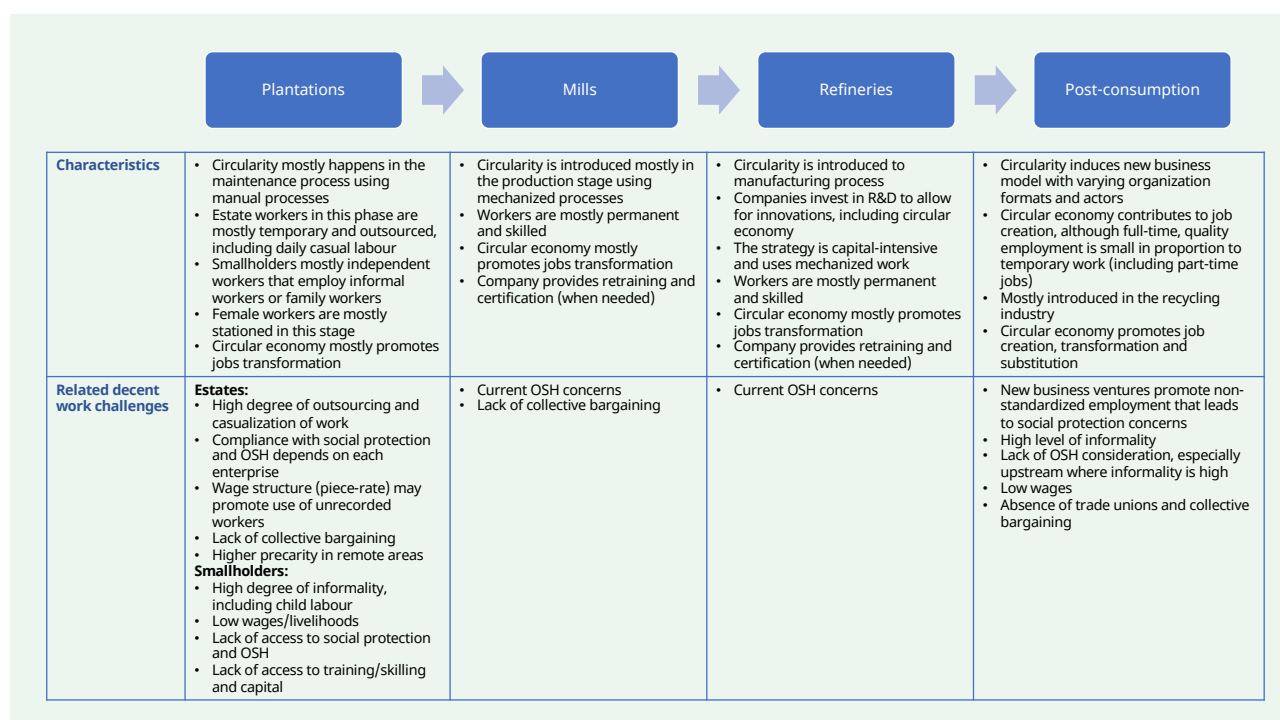 Plantations
Mills
Refineries
Post-consumption
Characteristics
• Circularity mostly happens in the
maintenance process using
manual processes
• Estate workers in this phase are
mostly temporary and outsourced,
including daily casual labour
• Smallholders mostly independent
workers that employ informal
workers or family workers
• Female workers are mostly
stationed in this stage
• Circular economy mostly promotes
jobs transformation
• Circularity is introduced mostly in
the production stage using
mechanized processes
• Workers are mostly permanent
and skilled
• Circular economy mostly
promotes jobs transformation
• Company provides retraining and
certification (when needed)
• Circularity is introduced to
manufacturing process
• Companies invest in R&D to allow
for innovations, including circular
economy
• The strategy is capital-intensive
and uses mechanized work
• Workers are mostly permanent
and skilled
• Circular economy mostly promotes
jobs transformation
• Company provides retraining and
certification (when needed)
• Circularity induces new business
model with varying organization
formats and actors
• Circular economy contributes to job
creation, although full-time, quality
employment is small in proportion to
temporary work (including part-time
jobs)
• Mostly introduced in the recycling
industry
• Circular economy promotes job
creation, transformation and
substitution
Related decent
work challenges
Estates:
• High degree of outsourcing and
casualization of work
• Compliance with social protection
and OSH depends on each
enterprise
• Wage structure (piece-rate) may
promote use of unrecorded
workers
• Lack of collective bargaining
• Higher precarity in remote areas
Smallholders:
• High degree of informality,
including child labour
• Low wages/livelihoods
• Lack of access to social protection
and OSH
• Lack of access to training/skilling
and capital
• Current OSH concerns
• Lack of collective bargaining
• Current OSH concerns
• New business ventures promote non-
standardized employment that leads
to social protection concerns
• High level of informality
• Lack of OSH consideration, especially
upstream where informality is high
• Low wages
• Absence of trade unions and collective
bargaining